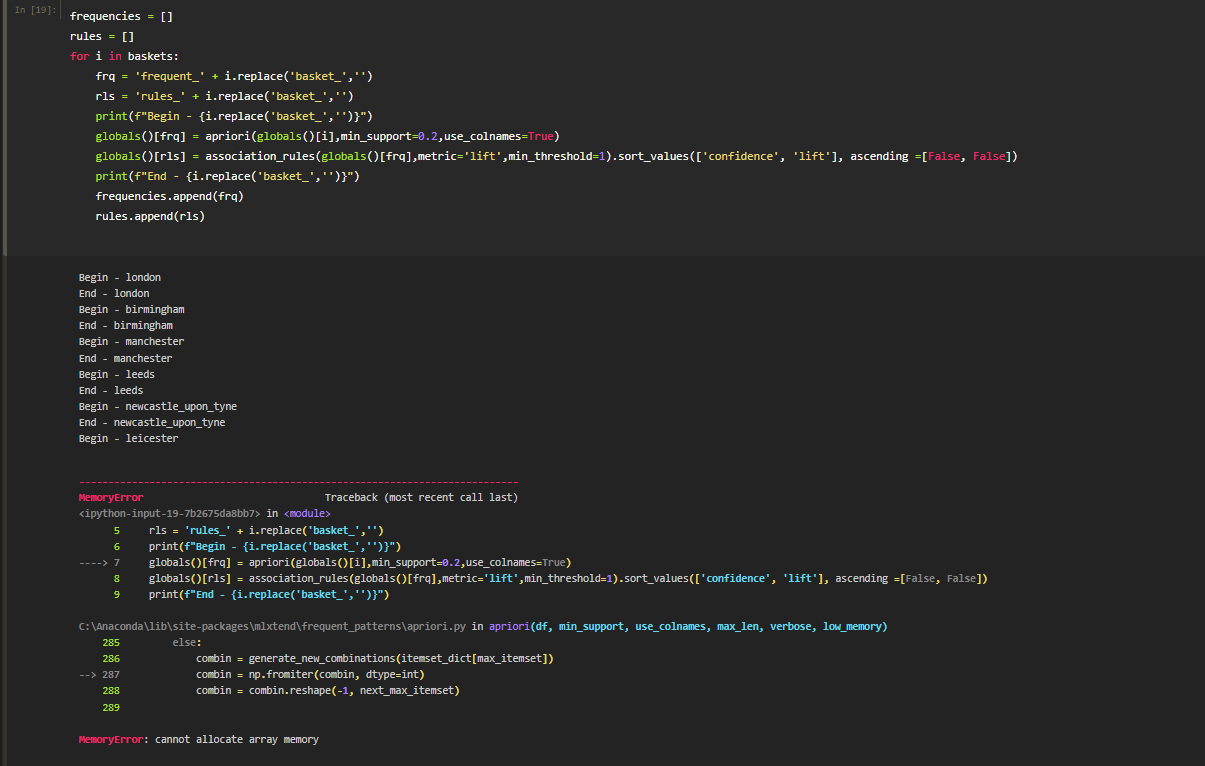 In [19]:
frequencies = []
rules = []
for i in baskets:
    frq = 'frequent_' + i.replace('basket_','')
    rls = 'rules_' + i.replace('basket_','')
    print(f"Begin - {i.replace('basket_','')}")
    globals()[frq] = apriori(globals()[i],min_support=0.2,use_colnames=True)
    globals()[rls] = association_rules(globals()[frq],metric='lift',min_threshold=1).sort_values(['confidence', 'lift'], ascending =[False, False])
    print(f"End - {i.replace('basket_','')}")
    frequencies.append(frq)
    rules.append(rls)
Begin - london
End - london
Begin - birmingham
End - birmingham
Begin - manchester
End - manchester
Begin - leeds
End - leeds
Begin - newcastle_upon_tyne
End - newcastle_upon_tyne
Begin - leicester
---------------------------------------------------------------------------
MemoryError                               Traceback (most recent call last)
<ipython-input-19-7b2675da8bb7> in <module>
      5     rls = 'rules_' + i.replace('basket_','')
      6     print(f"Begin - {i.replace('basket_','')}")
----> 7     globals()[frq] = apriori(globals()[i],min_support=0.2,use_colnames=True)
      8     globals()[rls] = association_rules(globals()[frq],metric='lift',min_threshold=1).sort_values(['confidence', 'lift'], ascending =[False, False])
      9     print(f"End - {i.replace('basket_','')}")
C:\Anaconda\lib\site-packages\mlxtend\frequent_patterns\apriori.py in apriori(df, min_support, use_colnames, max_len, verbose, low_memory)
    285         else:
    286             combin = generate_new_combinations(itemset_dict[max_itemset])
--> 287             combin = np.fromiter(combin, dtype=int)
    288             combin = combin.reshape(-1, next_max_itemset)
    289
MemoryError: cannot allocate array memory